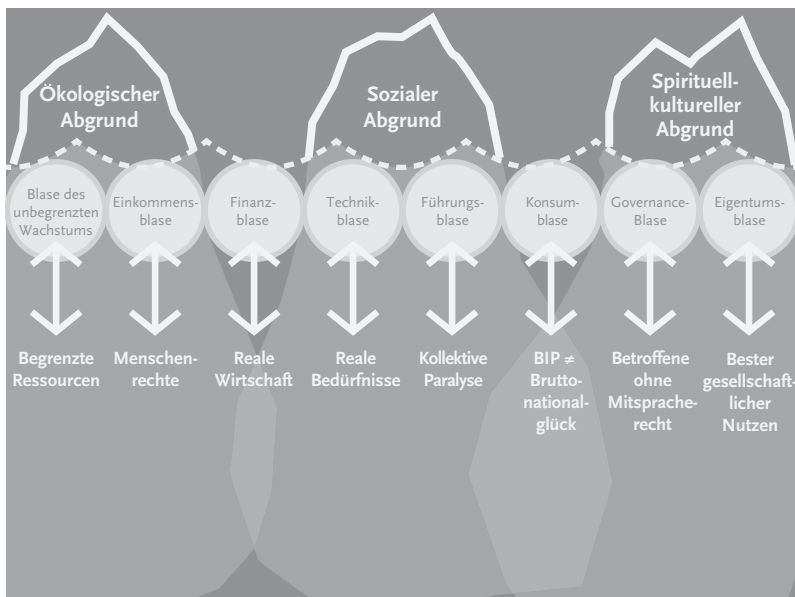 Ökologischer
Abgrund
Sozialer
Abgrund
Spirituell-
kultureller
Abgrund
Blase des
unbegrenzten
Wachstums
Einkommens-
blase
Finanz-
blase
Technik-
blase
Führungs-
blase
Konsum-
blase
Governance-
Blase
Eigentums-
blase
Begrenzte
Ressourcen
Menschen-
rechte
Reale
Wirtschaft
Reale
Bedürfnisse
Kollektive
Paralyse
BIP ≠
Brutto-
national-
glück
Betroffene
ohne
Mitsprache-
recht
Bester
gesellschaft-
licher
Nutzen